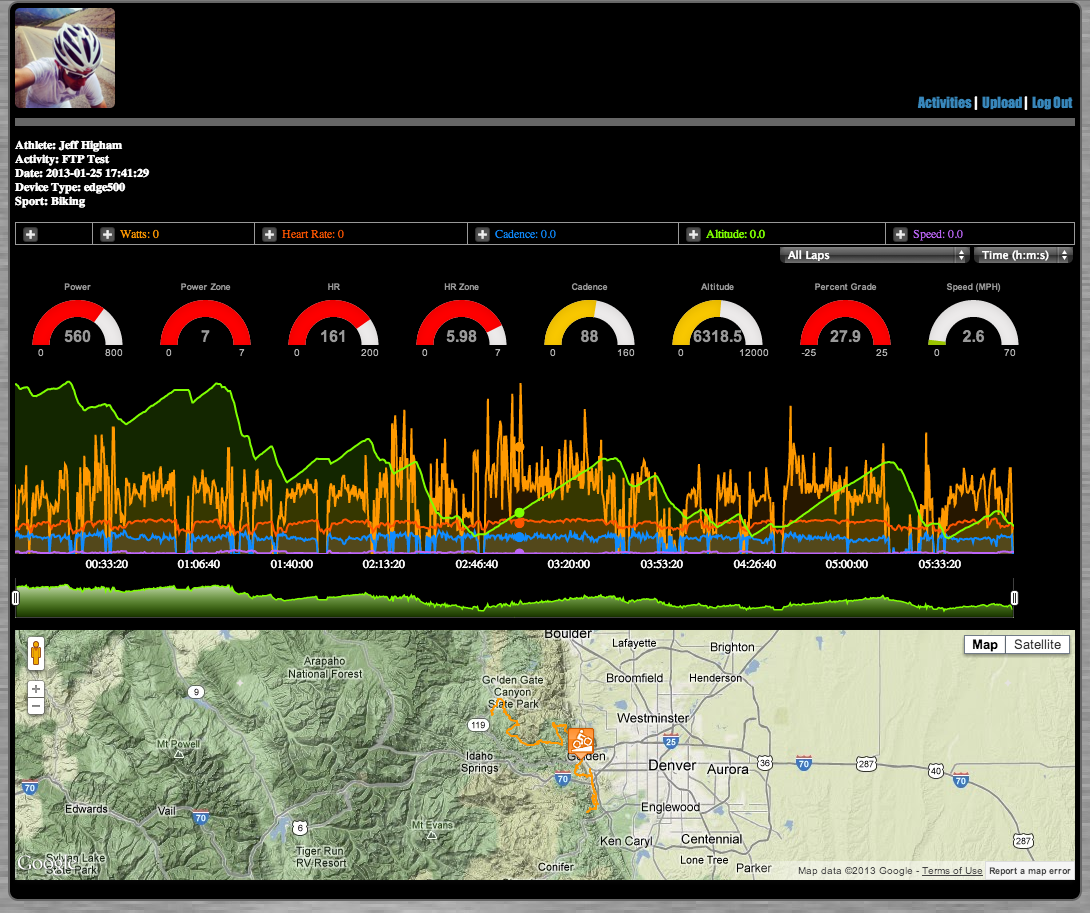 Activities | Upload | Log Out
Athlete: Jeff Higham
Activity: FTP Test
Date: 2013-01-25 17:41:29
Device Type: edge500
Sport: Biking
Watts: 0 Heart Rate: 0 Cadence: 0.0 Altitude: 0.0 Speed: 0.0
All Laps Time (h:m:s)
Power Power Zone HR HR Zone Cadence Altitude Percent Grade Speed (MPH)
560 7 161 5.98 88 6318.5 27.9 2.6
0 800 0 7 0 200 0 7 0 160 0 12000 -25 25 0 70
00:33:20 01:06:40 01:40:00 02:13:20 02:46:40 03:20:00 03:53:20 04:26:40 05:00:00 05:33:20
Boulder
Lafayette
Brighton
Map Satellite
Arapaho
National Forest
Golden Gate
Canyon
State Park
Broomfield
Henderson
9
119
Westminster
25
Mt Powell
Idaho
Springs
Golden
Denver
Aurora
36
70
287
40
70
70
70
Edwards
Vail
70
6
Mt Evans
Englewood
Ken Caryl
Centennial
287
Tiger Run
RV Resort
Conifer
Lone Tree
Parker
Google
Sylvan Lake
State Park
Map data ©2013 Google - Terms of Use Report a map error